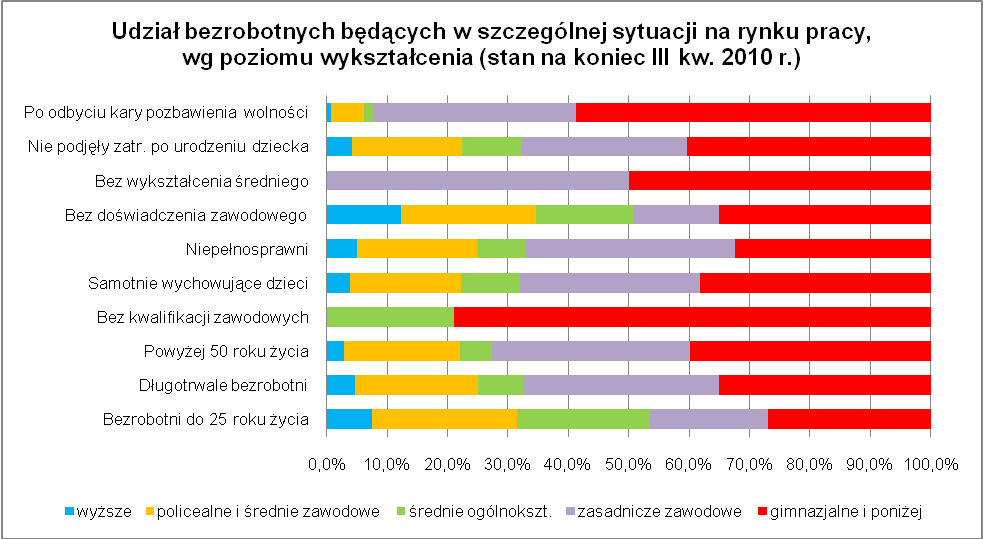 Udział bezrobotnych będących w szczególnej sytuacji na rynku pracy,
wg poziomu wykształcenia (stan na koniec III kw. 2010 r.)
Po odbyciu kary pozbawienia wolności
Nie podjęły zatr. po urodzeniu dziecka
Bez wykształcenia średniego
Bez doświadczenia zawodowego
Niepełnosprawni
Samotnie wychowujące dzieci
Bez kwalifikacji zawodowych
Powyżej 50 roku życia
Długotrwale bezrobotni
Bezrobotni do 25 roku życia
0,0% 10,0% 20,0% 30,0% 40,0% 50,0% 60,0% 70,0% 80,0% 90,0% 100,0%
wyższe policealne i średnie zawodowe średnie ogólnokszt. zasadnicze zawodowe gimnazjalne i poniżej